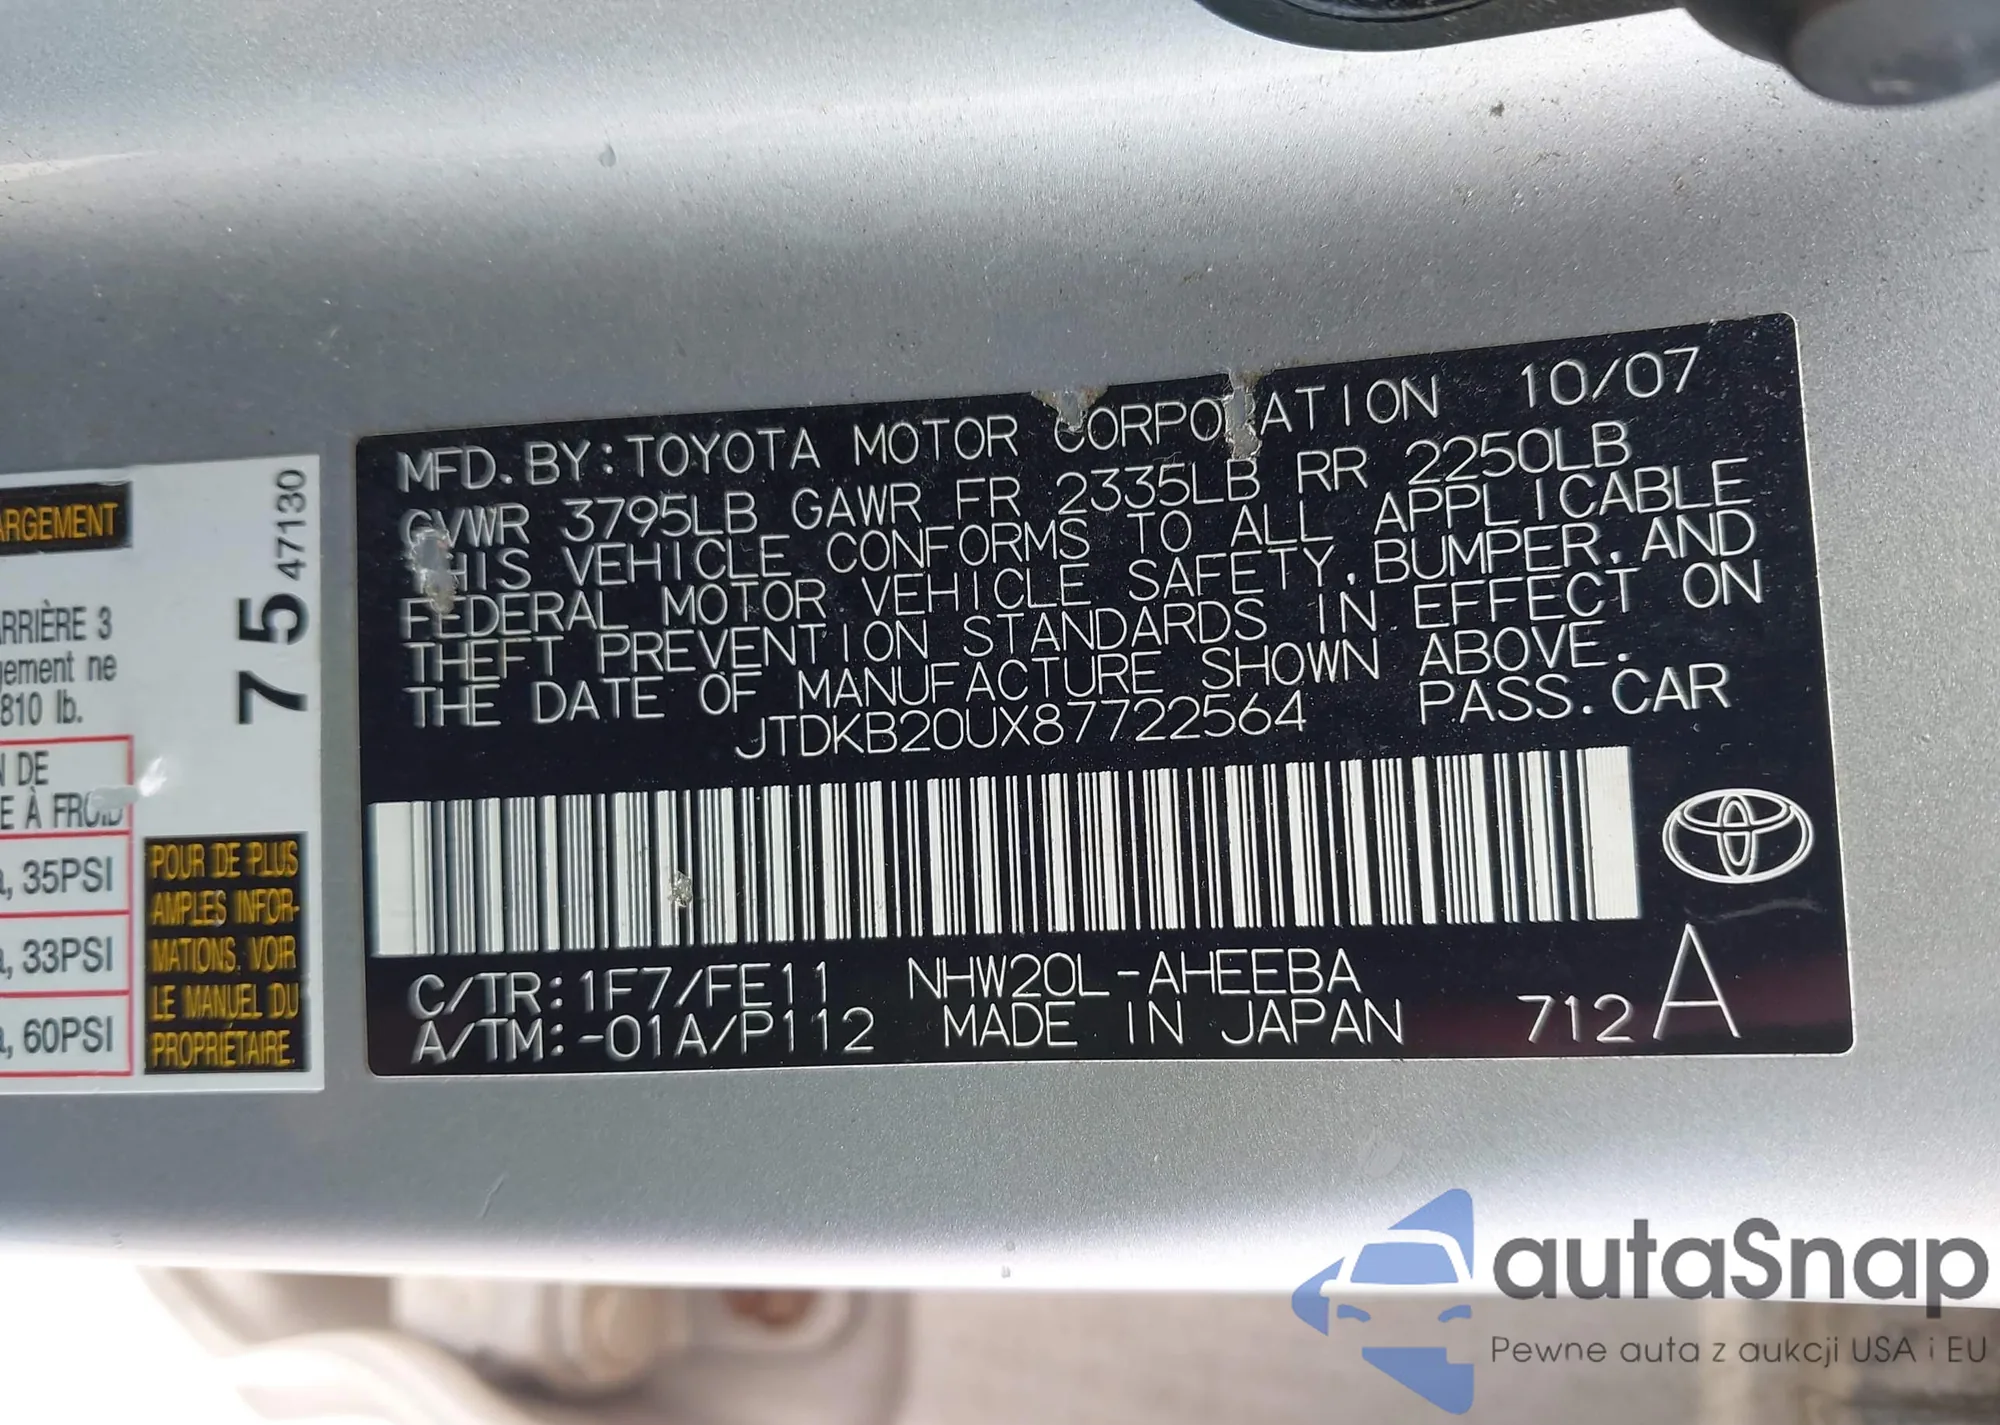 ARGEMENT
ARRIÈRE 3
gement ne
810 lb.
N DE
E À FROID
a, 35PSI
a, 33PSI
a, 60PSI
75 47130
POUR DE PLUS
AMPLES INFOR-
MATIONS, VOIR
LE MANUEL DU
PROPRIÉTAIRE.
MFD. BY: TOYOTA MOTOR CORPORATION 10/07
GVWR 3795LB GAWR FR 2335LB RR 2250LB
THIS VEHICLE CONFORMS TO ALL APPLICABLE
FEDERAL MOTOR VEHICLE SAFETY, BUMPER, AND
THEFT PREVENTION STANDARDS IN EFFECT ON
THE DATE OF MANUFACTURE SHOWN ABOVE.
JTDKB20UX87722564 PASS. CAR
C/TR: 1F7/FE11 NHW20L-AHEEBA
A/TM: -01A/P112 MADE IN JAPAN 712 A
autaSnap
Pewne auta z aukcji USA i EU